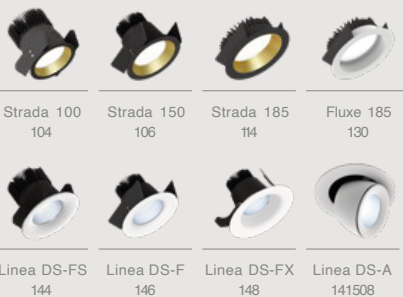 Strada 100 Strada 150 Strada 185 Fluxe 185
104 106 114 130
Linea DS-FS Linea DS-F Linea DS-FX Linea DS-A
144 146 148 141508